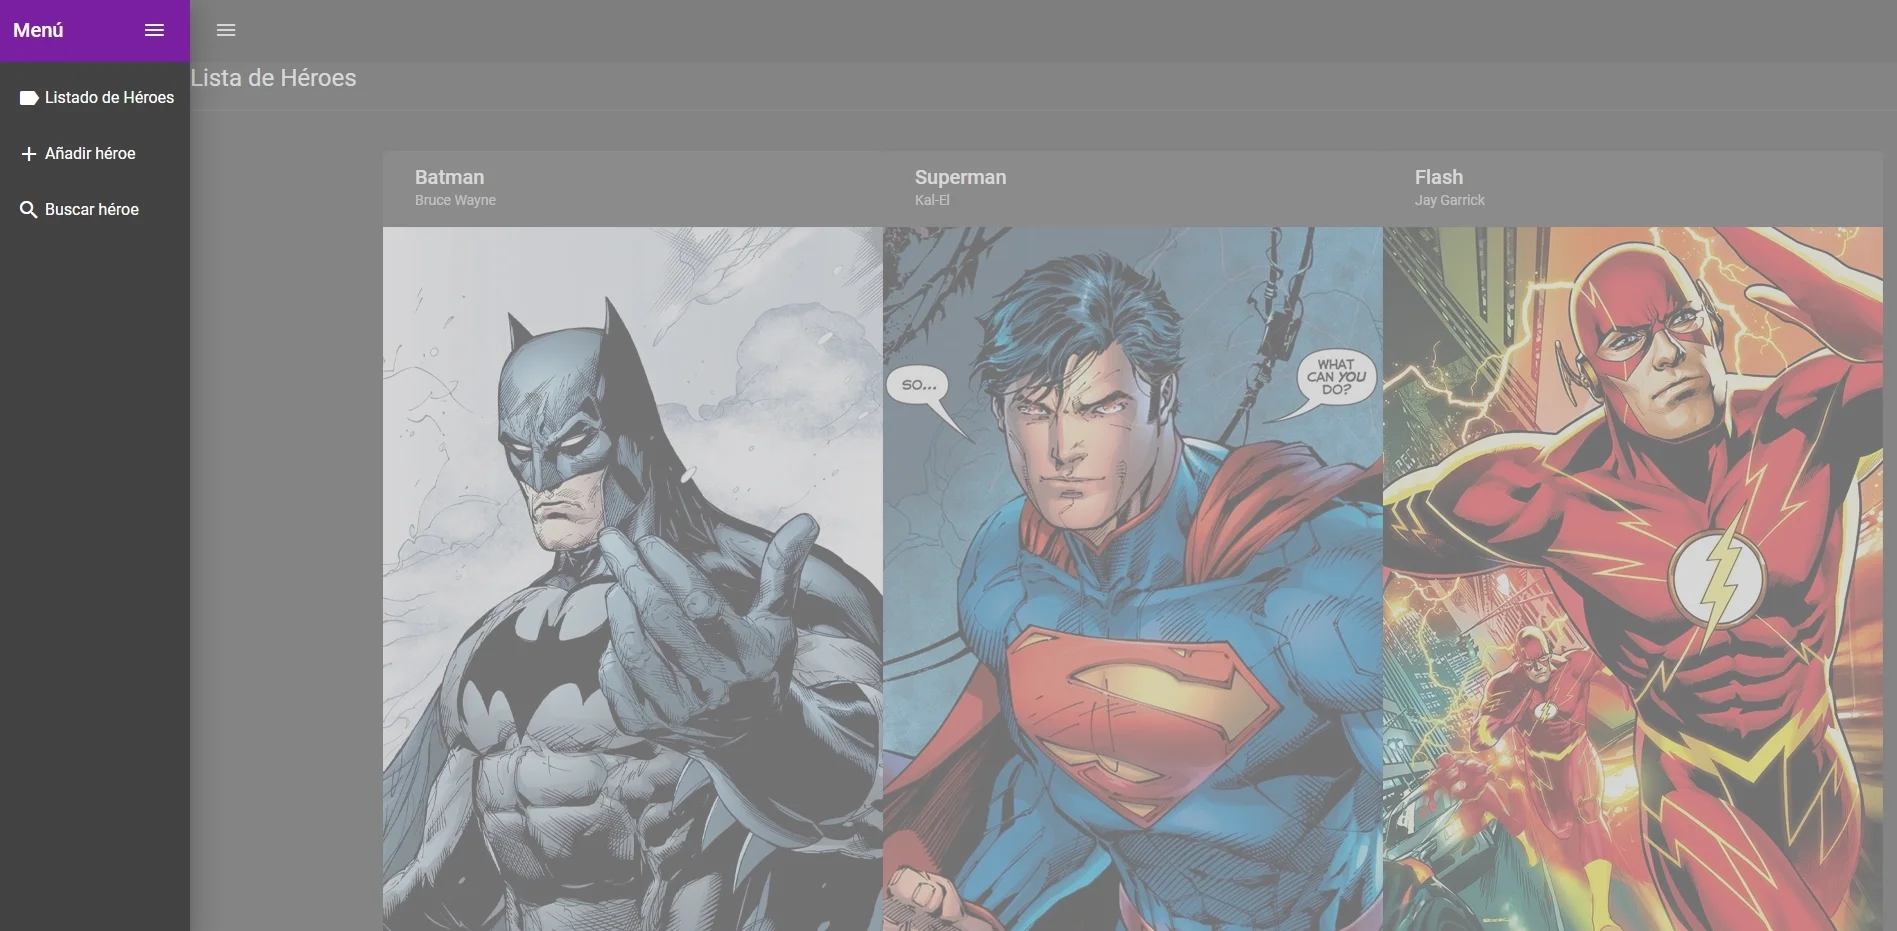 Menú
Listado de Héroes
Añadir héroe
Buscar héroe
Lista de Héroes
Batman
Bruce Wayne
Superman
Kal-El
Flash
Jay Garrick
SO...
WHAT
CAN YOU
DO?